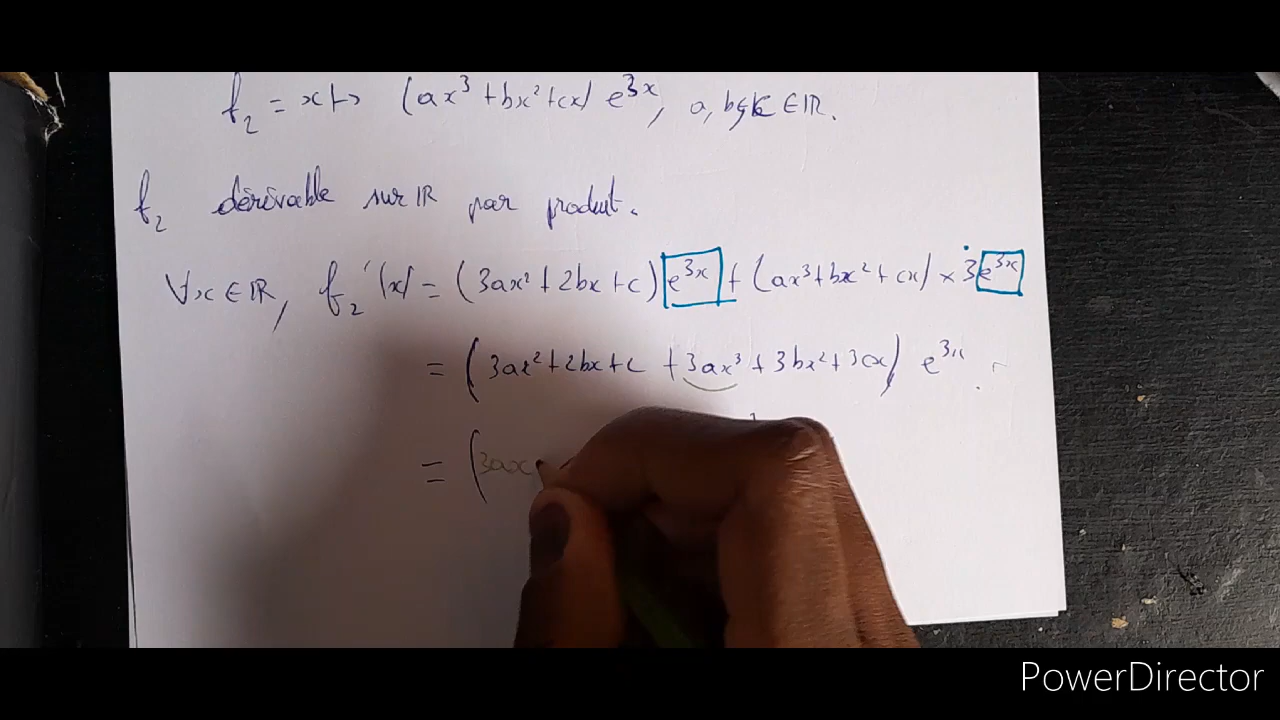 f₂ = x ↦ (ax³ + bx² + cx) e³ˣ, a, b, c ∈ ℝ.
f₂ dérivable sur ℝ par produit.
∀x ∈ ℝ, f₂'(x) = (3ax² + 2bx + c) e³ˣ + (ax³ + bx² + cx) × 3e³ˣ
= (3ax² + 2bx + c + 3ax³ + 3bx² + 3cx) e³ˣ.
= (3ax
PowerDirector